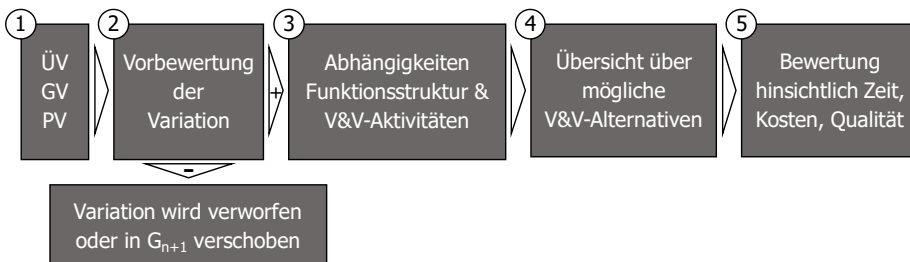 1
ÜV
GV
PV
2
Vorbewertung
der
Variation
+
-
Variation wird verworfen
oder in Gn+1 verschoben
3
Abhängigkeiten
Funktionsstruktur &
V&V-Aktivitäten
4
Übersicht über
mögliche
V&V-Alternativen
5
Bewertung
hinsichtlich Zeit,
Kosten, Qualität